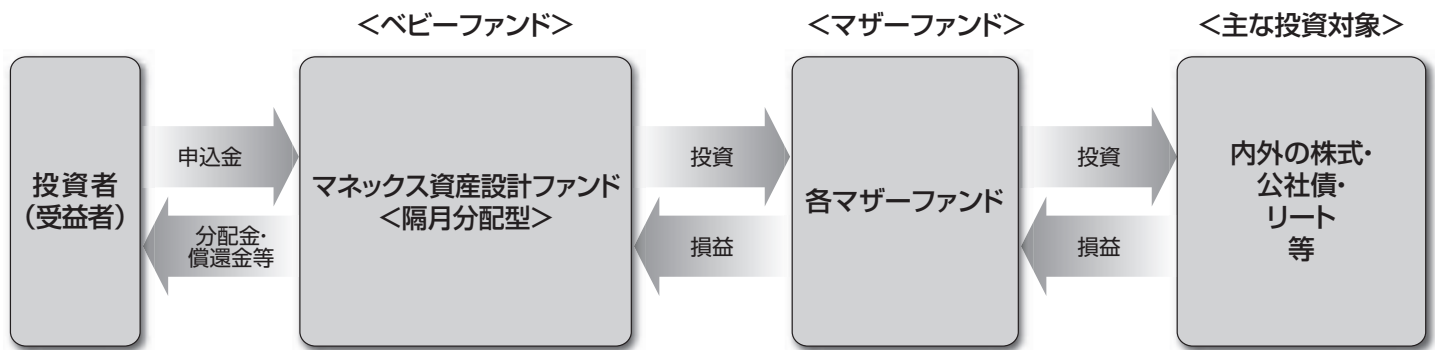 <ベビーファンド>
<マザーファンド>
<主な投資対象>
投資者
(受益者)
申込金
分配金・
償還金等
マネックス資産設計ファンド
<隔月分配型>
投資
損益
各マザーファンド
投資
損益
内外の株式・
公社債・
リート
等